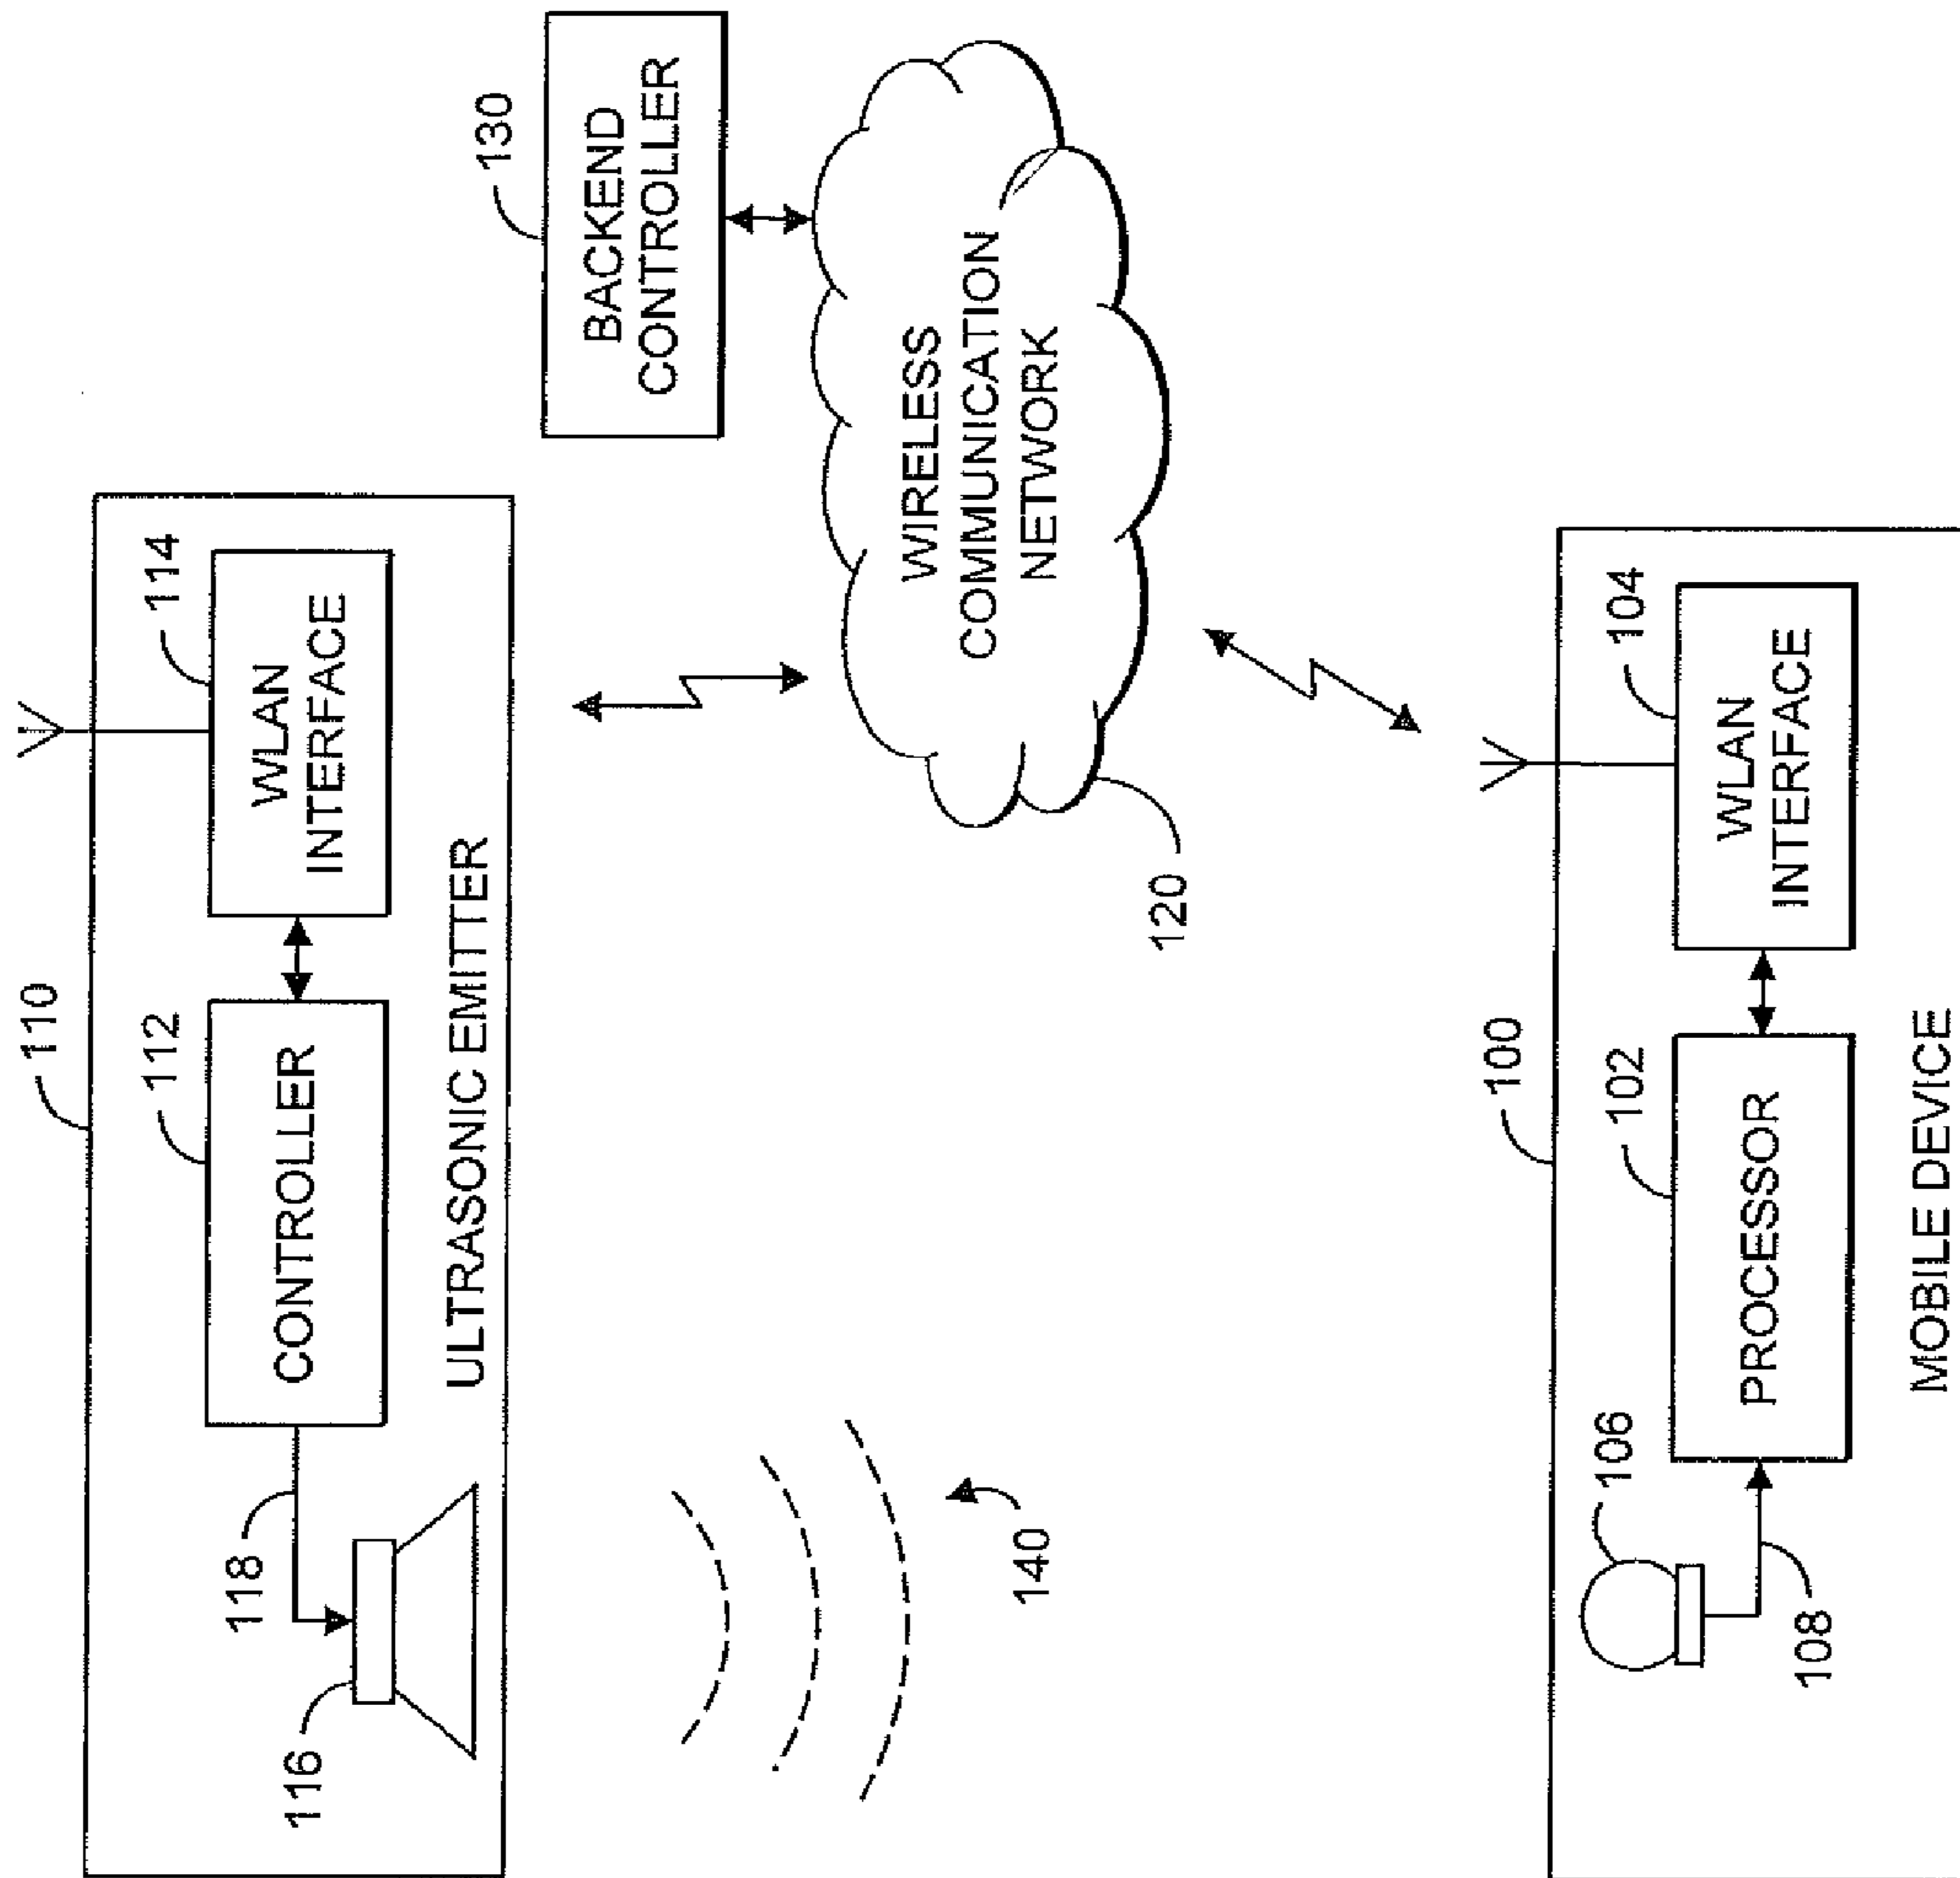 110
112
114
CONTROLLER
WLAN
INTERFACE
118
116
ULTRASONIC EMITTER
130
BACKEND
CONTROLLER
140
WIRELESS
COMMUNICATION
NETWORK
120
100
102
104
106
PROCESSOR
WLAN
INTERFACE
108
MOBILE DEVICE